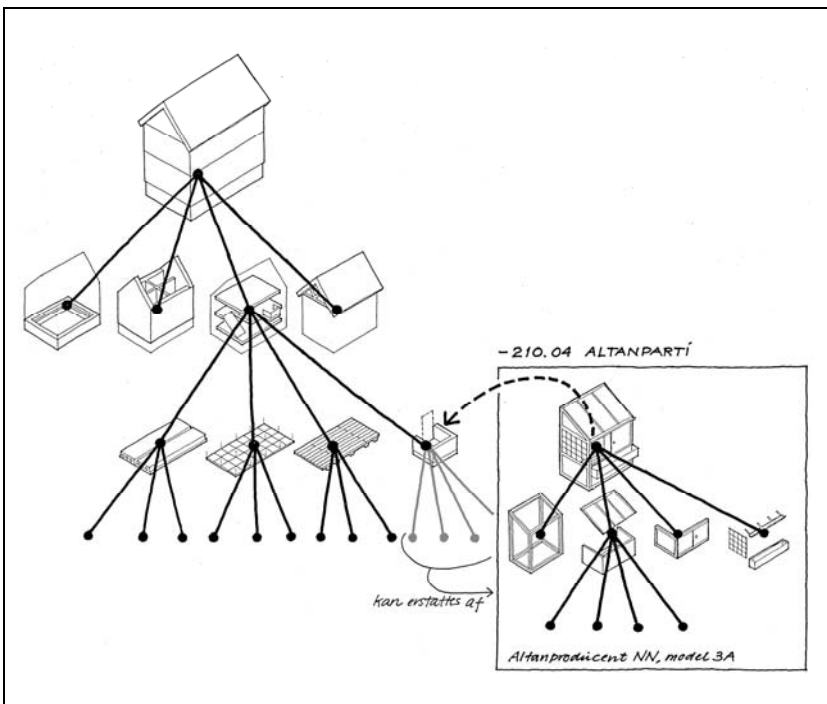 -210.04 ALTANPARTI
kan erstattes af
Altanproducent NN, model 3A